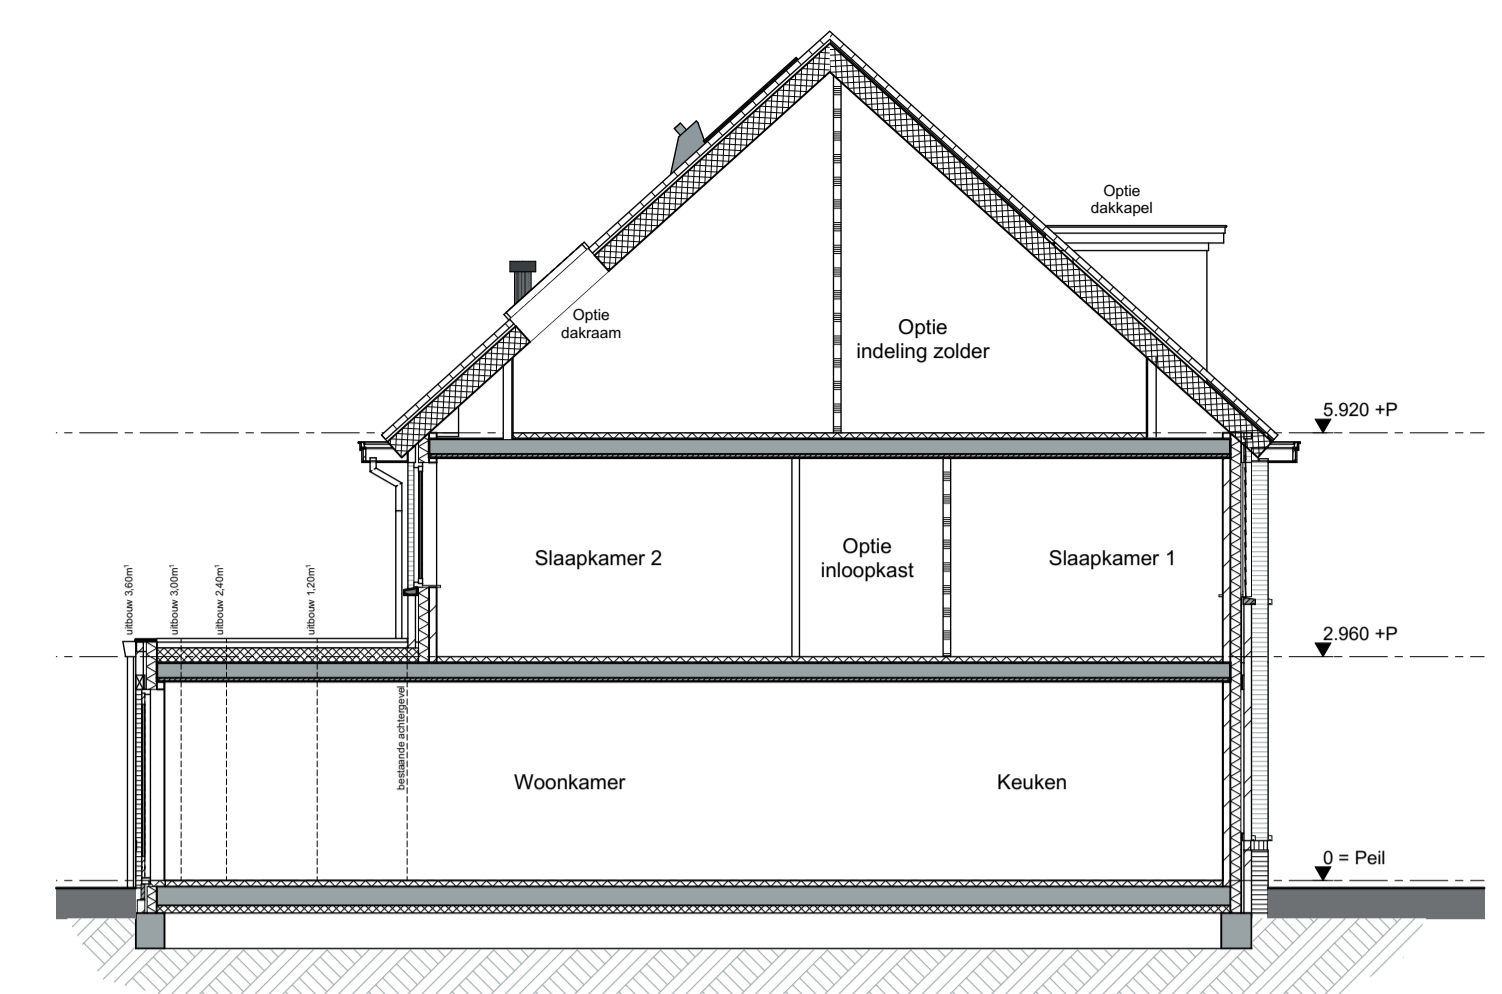 Optie
dakkapel
Optie
dakraam
Optie
indeling zolder
5.920 +P
Slaapkamer 2
Optie
inloopkast
Slaapkamer 1
uitbouw 3,60m¹
uitbouw 3,00m¹
uitbouw 2,40m¹
uitbouw 1,20m¹
2.960 +P
bestaande achtergevel
Woonkamer
Keuken
0 = Peil